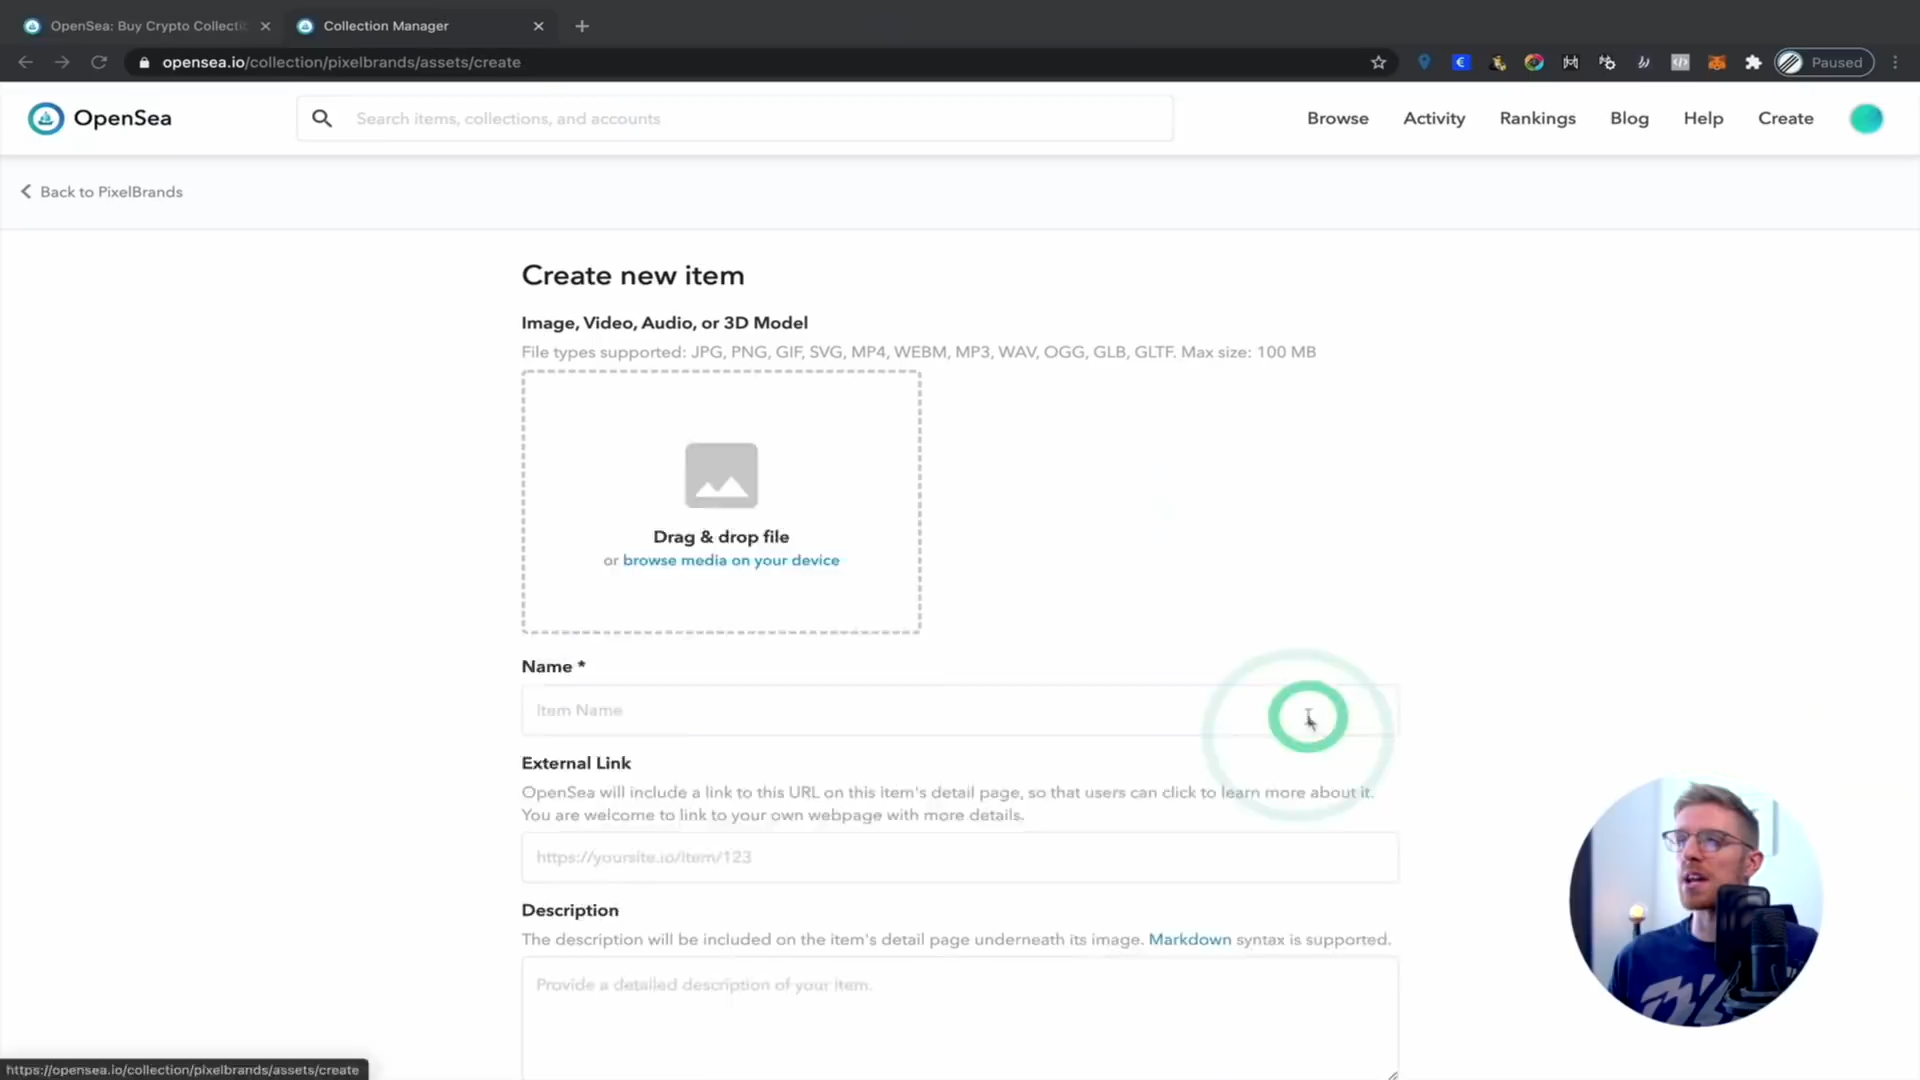 OpenSea: Buy Crypto Collecti
Collection Manager
opensea.io/collection/pixelbrands/assets/create
Paused
OpenSea
Search items, collections, and accounts
Browse
Activity
Rankings
Blog
Help
Create
Back to PixelBrands
Create new item
Image, Video, Audio, or 3D Model
File types supported: JPG, PNG, GIF, SVG, MP4, WEBM, MP3, WAV, OGG, GLB, GLTF. Max size: 100 MB
Drag & drop file
or browse media on your device
Name *
Item Name
External Link
OpenSea will include a link to this URL on this item's detail page, so that users can click to learn more about it.
You are welcome to link to your own webpage with more details.
https://yoursite.io/item/123
Description
The description will be included on the item's detail page underneath its image. Markdown syntax is supported.
Provide a detailed description of your item.
https://opensea.io/collection/pixelbrands/assets/create